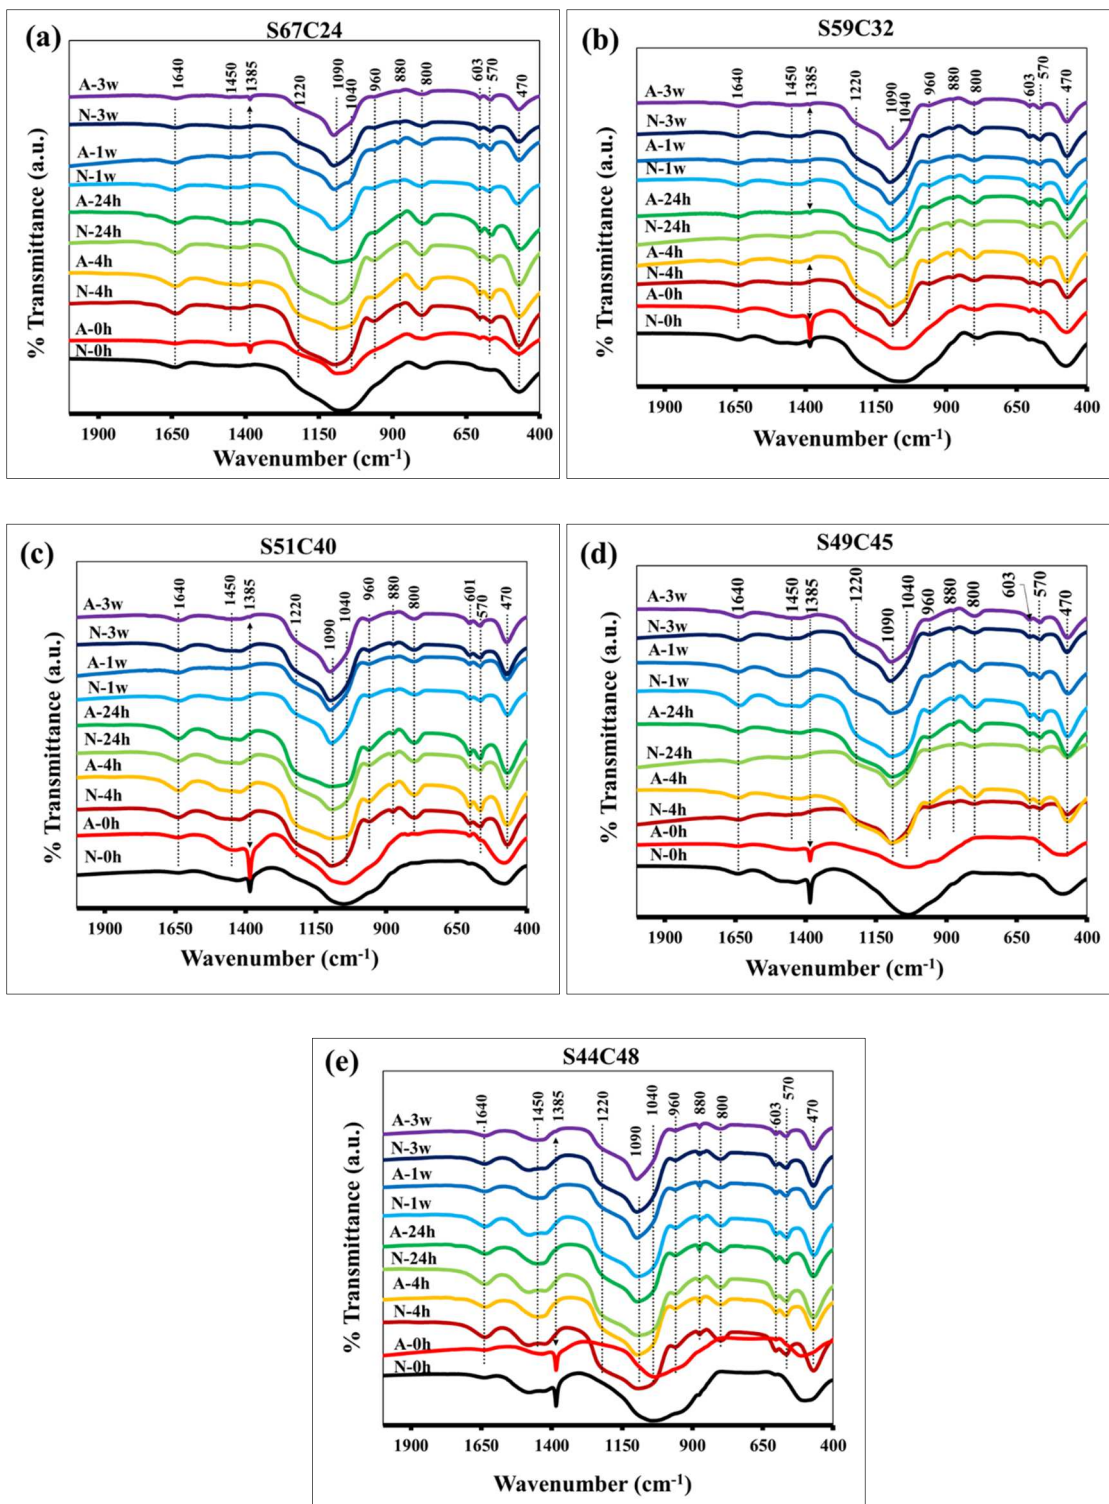 (a)
S67C24
1640
1450
1385
1220
1090
1040
960
880
800
603
570
470
A-3w
N-3w
A-1w
N-1w
A-24h
N-24h
A-4h
N-4h
A-0h
N-0h
% Transmittance (a.u.)
1900 1650 1400 1150 900 650 400
Wavenumber (cm-1)
(b)
S59C32
1640
1450
1385
1220
1090
1040
960
880
800
603
570
470
A-3w
N-3w
A-1w
N-1w
A-24h
N-24h
A-4h
N-4h
A-0h
N-0h
% Transmittance (a.u.)
1900 1650 1400 1150 900 650 400
Wavenumber (cm-1)
(c)
S51C40
1640
1450
1385
1220
1090
1040
960
880
800
601
570
470
A-3w
N-3w
A-1w
N-1w
A-24h
N-24h
A-4h
N-4h
A-0h
N-0h
% Transmittance (a.u.)
1900 1650 1400 1150 900 650 400
Wavenumber (cm-1)
(d)
S49C45
1640
1450
1385
1220
1090
1040
960
880
800
603
570
470
A-3w
N-3w
A-1w
N-1w
A-24h
N-24h
A-4h
N-4h
A-0h
N-0h
% Transmittance (a.u.)
1900 1650 1400 1150 900 650 400
Wavenumber (cm-1)
(e)
S44C48
1640
1450
1385
1220
1090
1040
960
880
800
603
570
470
A-3w
N-3w
A-1w
N-1w
A-24h
N-24h
A-4h
N-4h
A-0h
N-0h
% Transmittance (a.u.)
1900 1650 1400 1150 900 650 400
Wavenumber (cm-1)